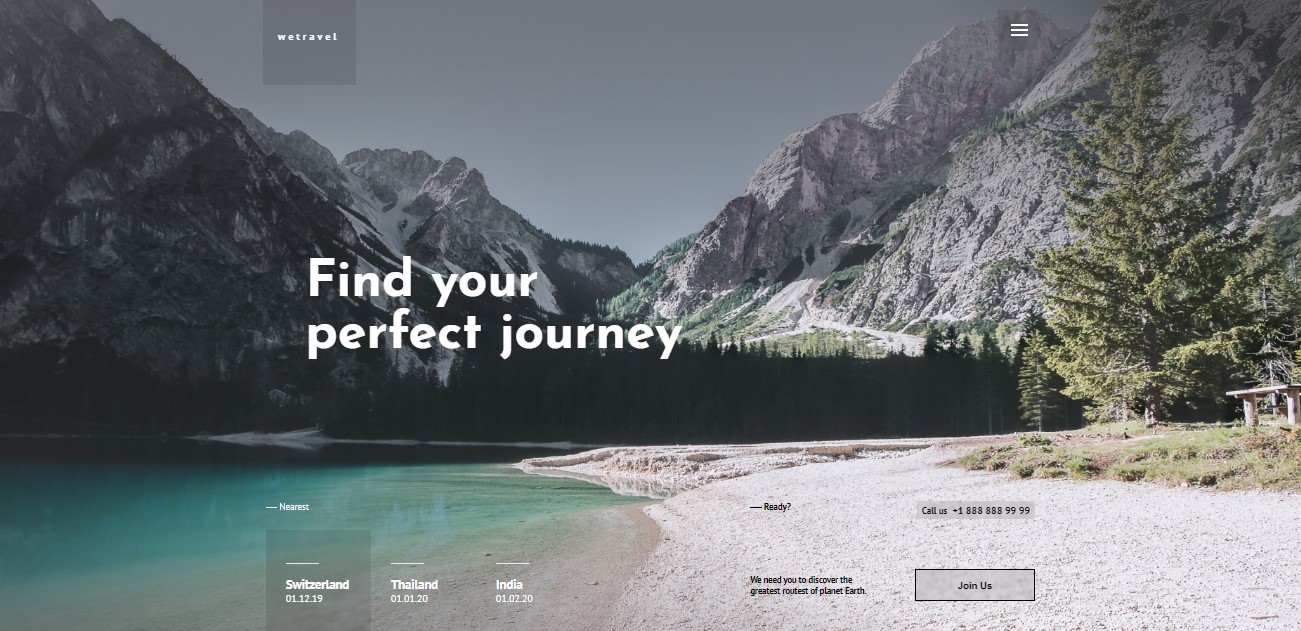 wetravel
Find your
perfect journey
Nearest
Ready?
Call us +1 888 888 99 99
Switzerland
01.12.19
Thailand
01.01.20
India
01.02.20
We need you to discover the
greatest routest of planet Earth.
Join Us